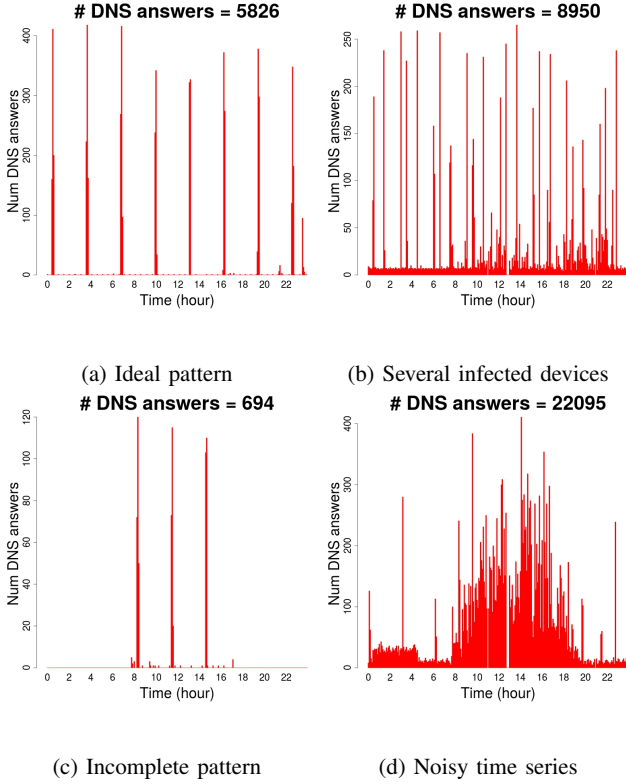 # DNS answers = 5826
Num DNS answers
400
300
200
100
0
0 2 4 6 8 10 12 14 16 18 20 22
Time (hour)
(a) Ideal pattern
# DNS answers = 8950
Num DNS answers
250
200
150
100
50
0
0 2 4 6 8 10 12 14 16 18 20 22
Time (hour)
(b) Several infected devices
# DNS answers = 694
Num DNS answers
120
100
80
60
40
20
0
0 2 4 6 8 10 12 14 16 18 20 22
Time (hour)
(c) Incomplete pattern
# DNS answers = 22095
Num DNS answers
400
300
200
100
0
0 2 4 6 8 10 12 14 16 18 20 22
Time (hour)
(d) Noisy time series